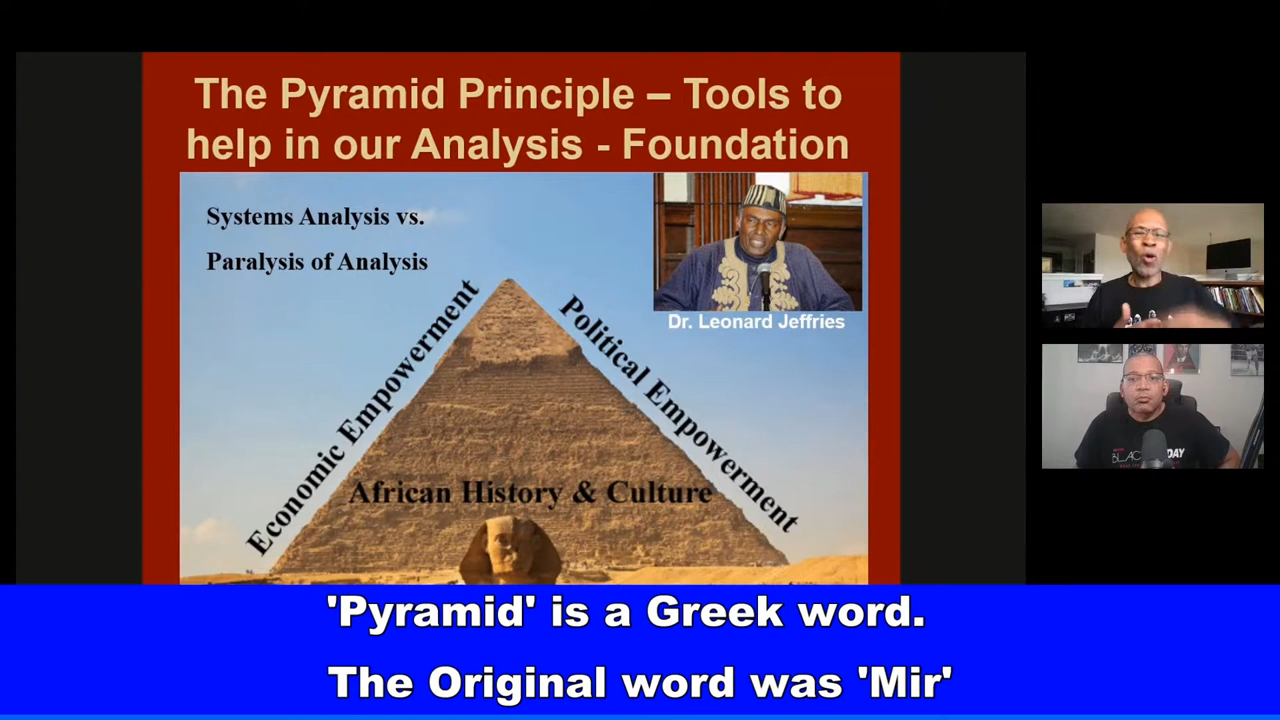 The Pyramid Principle – Tools to
help in our Analysis - Foundation
Systems Analysis vs.
Paralysis of Analysis
Economic Empowerment
Political Empowerment
Dr. Leonard Jeffries
African History & Culture
'Pyramid' is a Greek word.
The Original word was 'Mir'